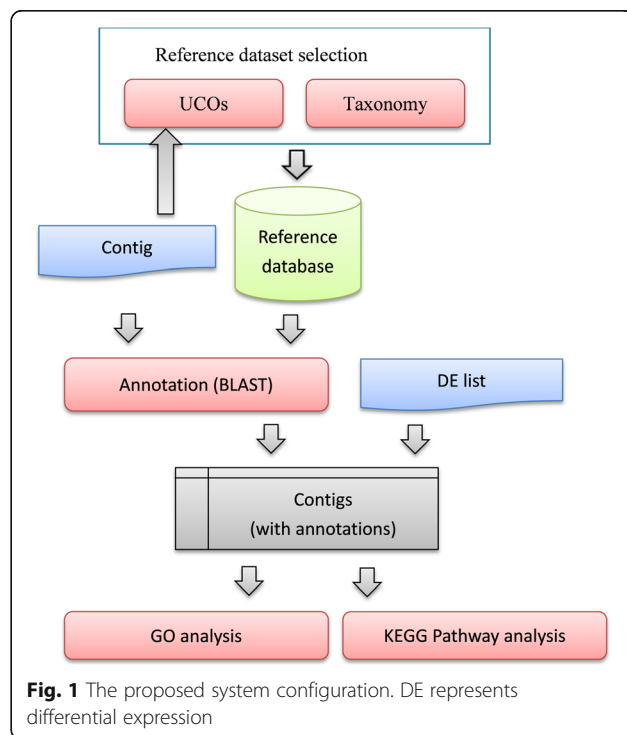 Reference dataset selection
UCOs
Taxonomy
Contig
Reference
database
Annotation (BLAST)
DE list
Contigs
(with annotations)
GO analysis
KEGG Pathway analysis
Fig. 1 The proposed system configuration. DE represents
differential expression